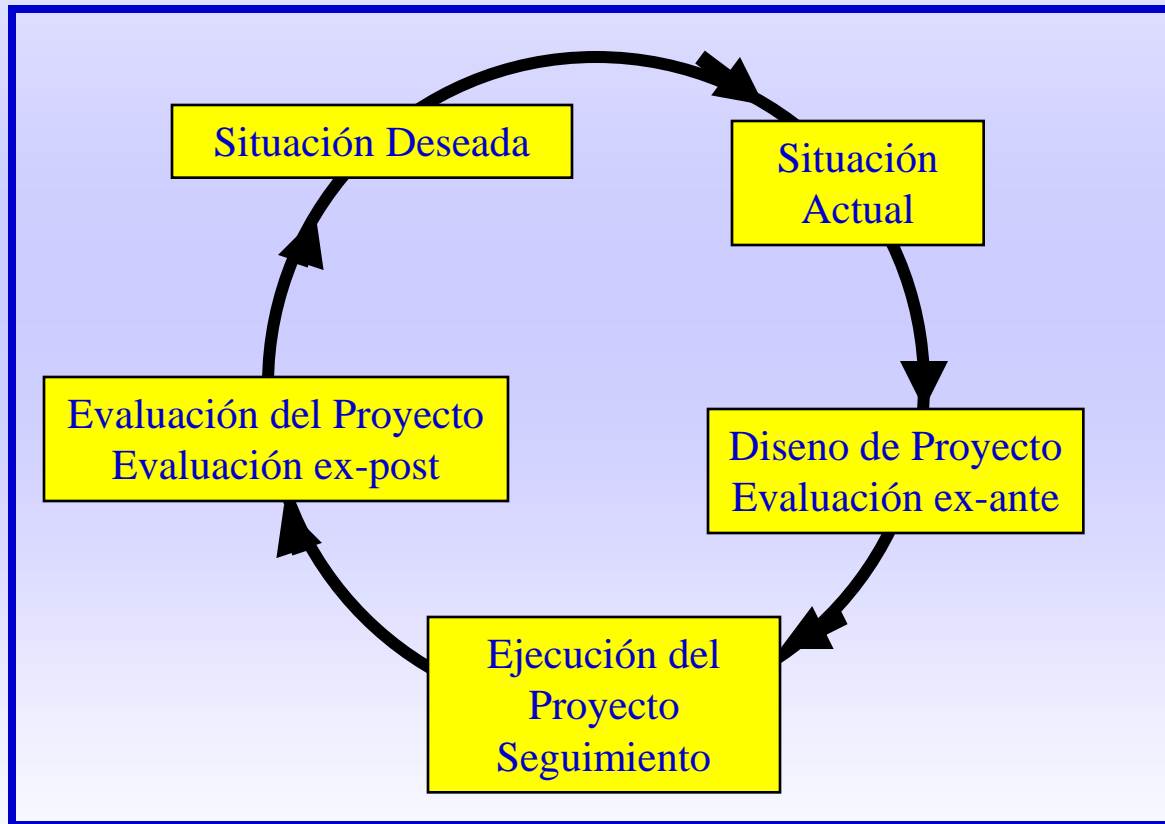 Situación Deseada
Situación
Actual
Evaluación del Proyecto
Evaluación ex-post
Diseno de Proyecto
Evaluación ex-ante
Ejecución del
Proyecto
Seguimiento